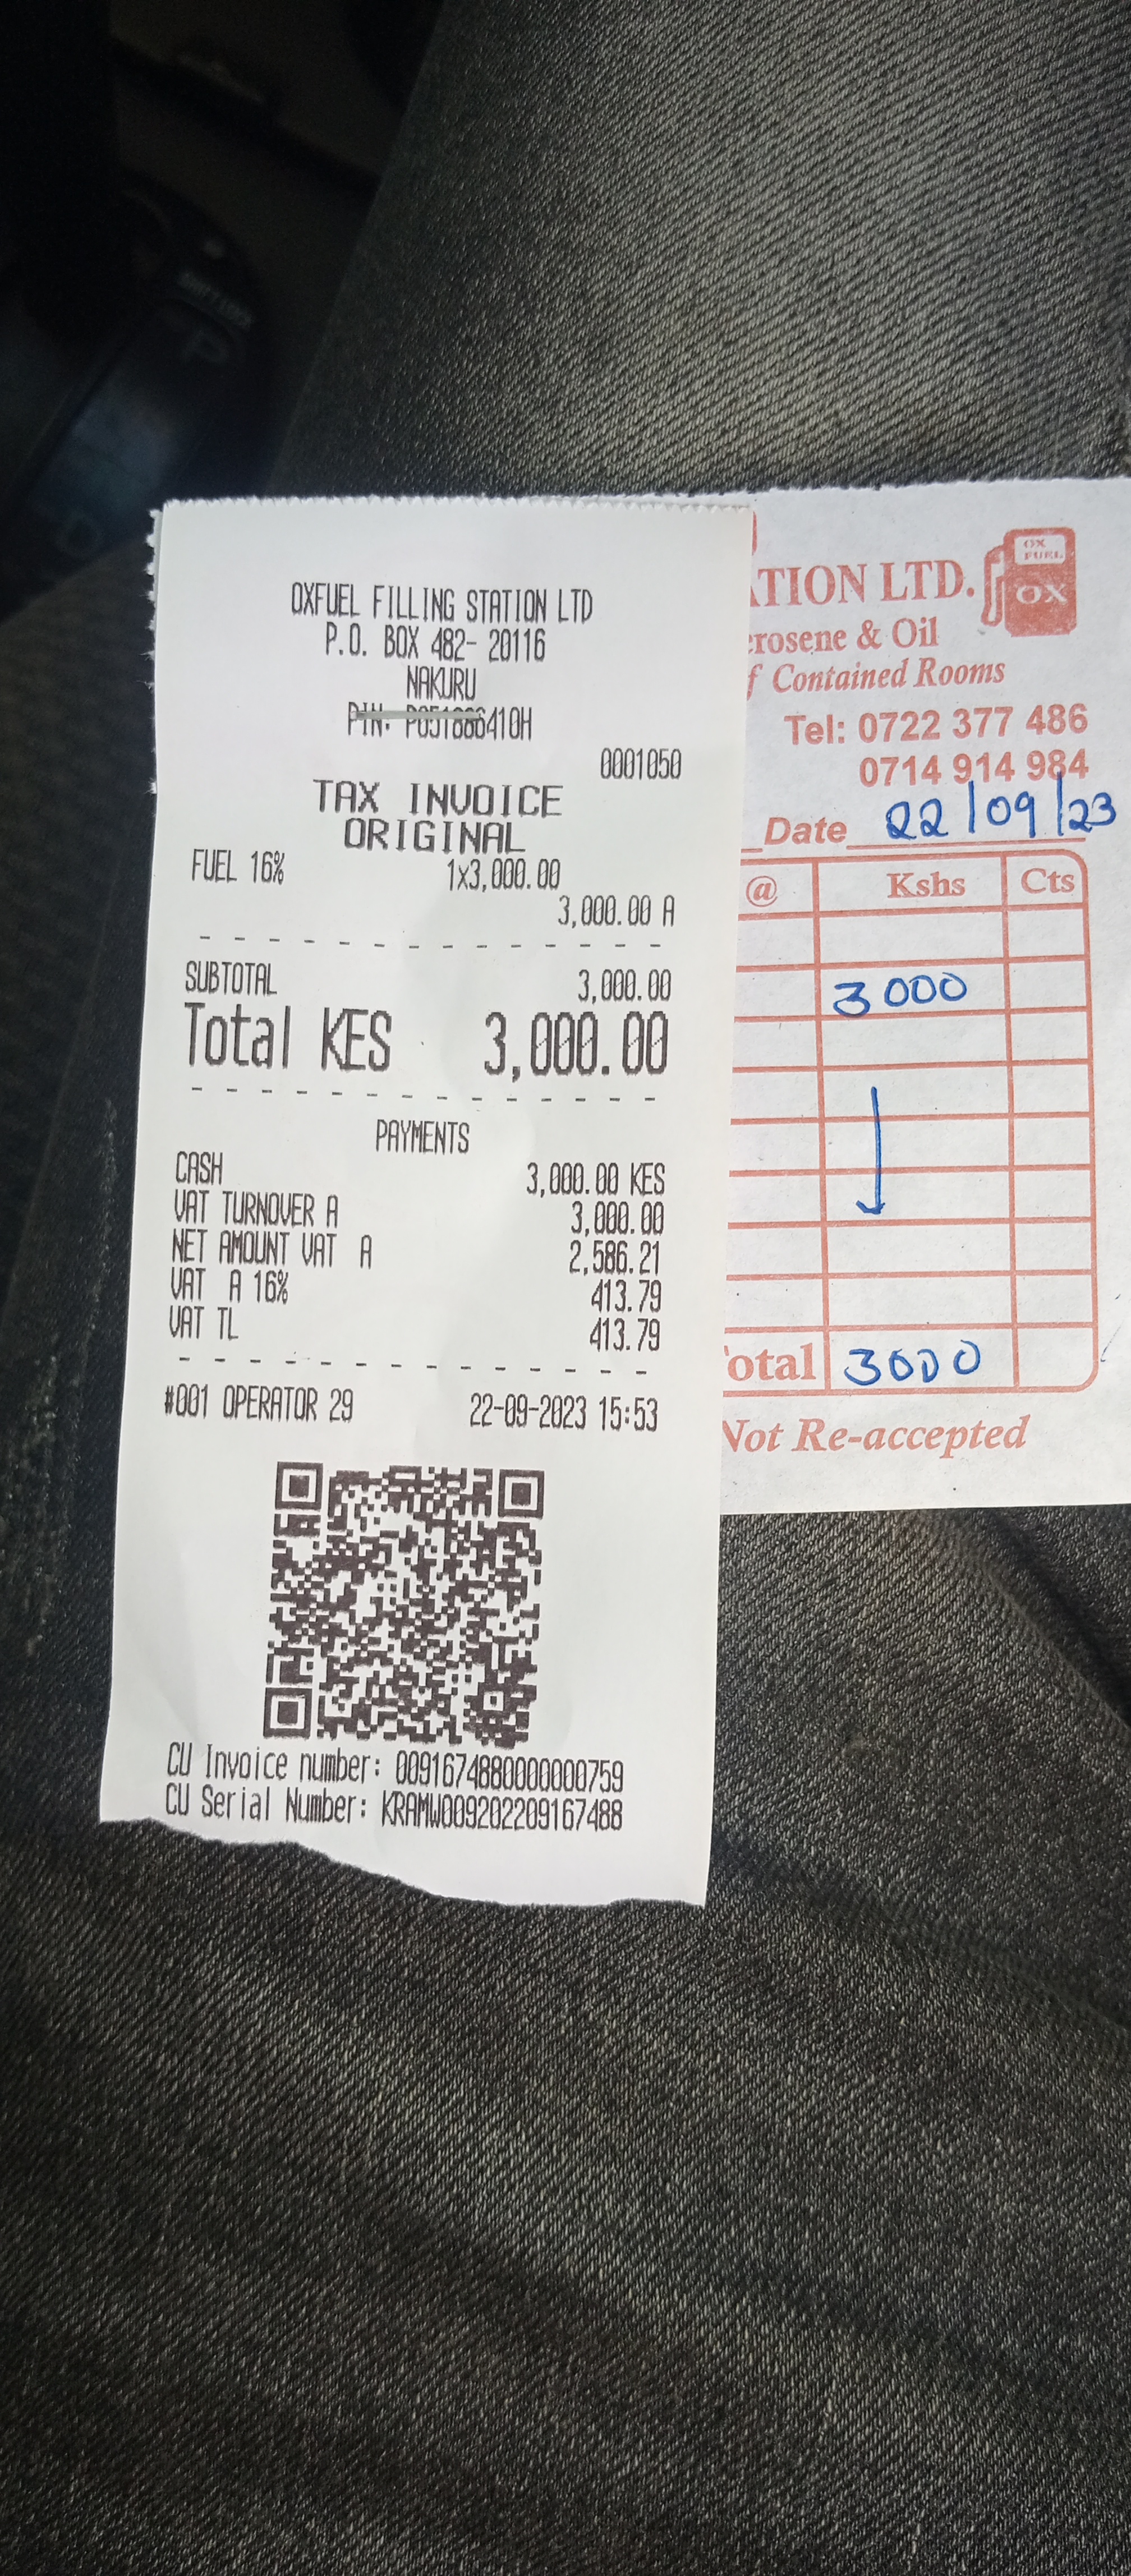 OXFUEL FILLING STATION LTD
P.O. BOX 482- 20116
NAKURU
PIN: 6410H
0001050
TAX INVOICE
ORIGINAL
FUEL 16% 1x3,000.00
3,000.00 A
SUBTOTAL 3,000.00
Total KES 3,000.00
PAYMENTS
CASH 3,000.00 KES
VAT TURNOVER A 3,000.00
NET AMOUNT VAT A 2,586.21
VAT A 16% 413.79
VAT TL 413.79
#001 OPERATOR 29 22-09-2023 15:53
CU Invoice number: 0091674880000000759
CU Serial Number: KRAMW009202209167488
ATION LTD.
OX
FUEL
OX
erosene & Oil
f Contained Rooms
Tel: 0722 377 486
0714 914 984
Date 22/09/23
@ Kshs Cts
3000
otal 3000
Not Re-accepted
P
D